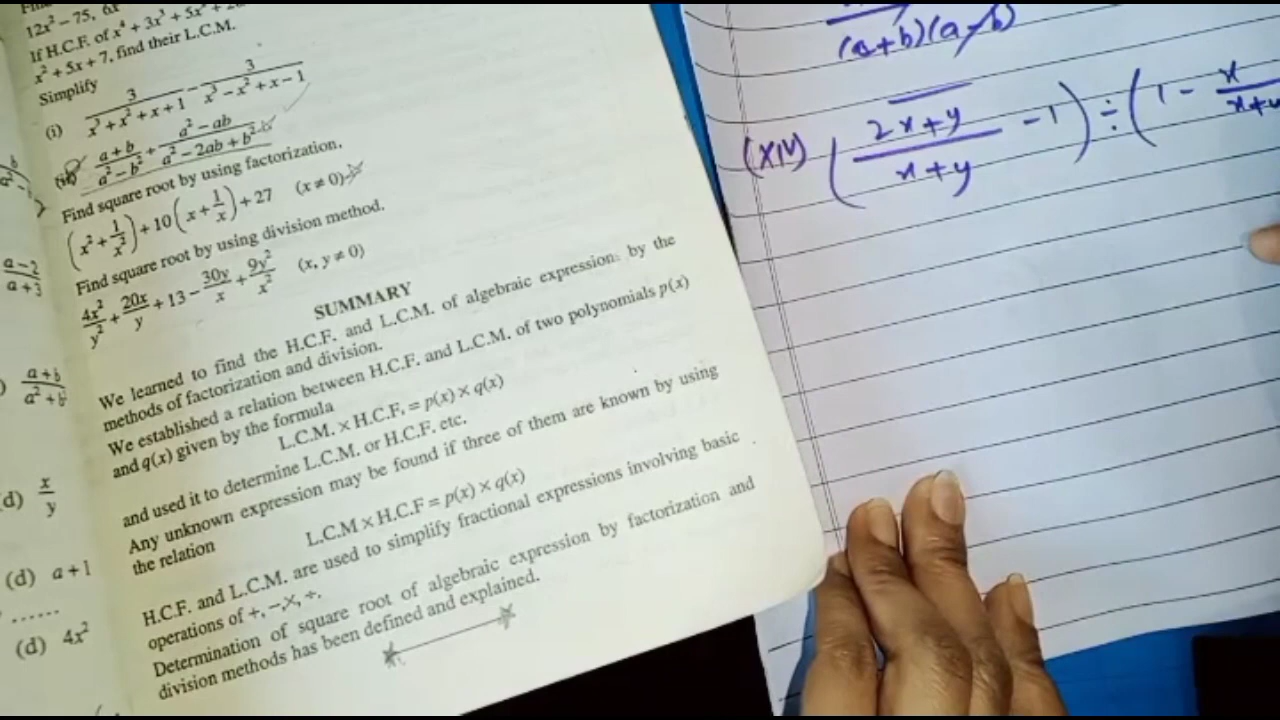 12x² − 75, 6x
If H.C.F. of x⁴ + 3x³ + 5x²
x² + 5x + 7, find their L.C.M.
Simplify
(i) 3/(x³ + x² + x + 1) − 3/(x³ − x² + x − 1)
(a + b)/(a² − b²) + (a² − ab)/(a² − 2ab + b²)
Find square root by using factorization.
(x² + 1/x²) + 10(x + 1/x) + 27 (x ≠ 0)
Find square root by using division method.
4x²/y² + 20x/y + 13 − 30y/x + 9y²/x² (x, y ≠ 0)
SUMMARY
We learned to find the H.C.F. and L.C.M. of algebraic expression: by the
methods of factorization and division.
We established a relation between H.C.F. and L.C.M. of two polynomials p(x)
and q(x) given by the formula
L.C.M. × H.C.F. = p(x) × q(x)
and used it to determine L.C.M. or H.C.F. etc.
Any unknown expression may be found if three of them are known by using
the relation
L.C.M × H.C.F = p(x) × q(x)
H.C.F. and L.C.M. are used to simplify fractional expressions involving basic
operations of +, −, ×, ÷.
Determination of square root of algebraic expression by factorization and
division methods has been defined and explained.
(a − 2)/(a + 3)
(a + b)/(a² + b
(d) x/y
(d) a + 1
......
(d) 4x²
(a+b)(a−b)
(XIV) ((2x+y)/(x+y) − 1) ÷ (1 − x/(x+y